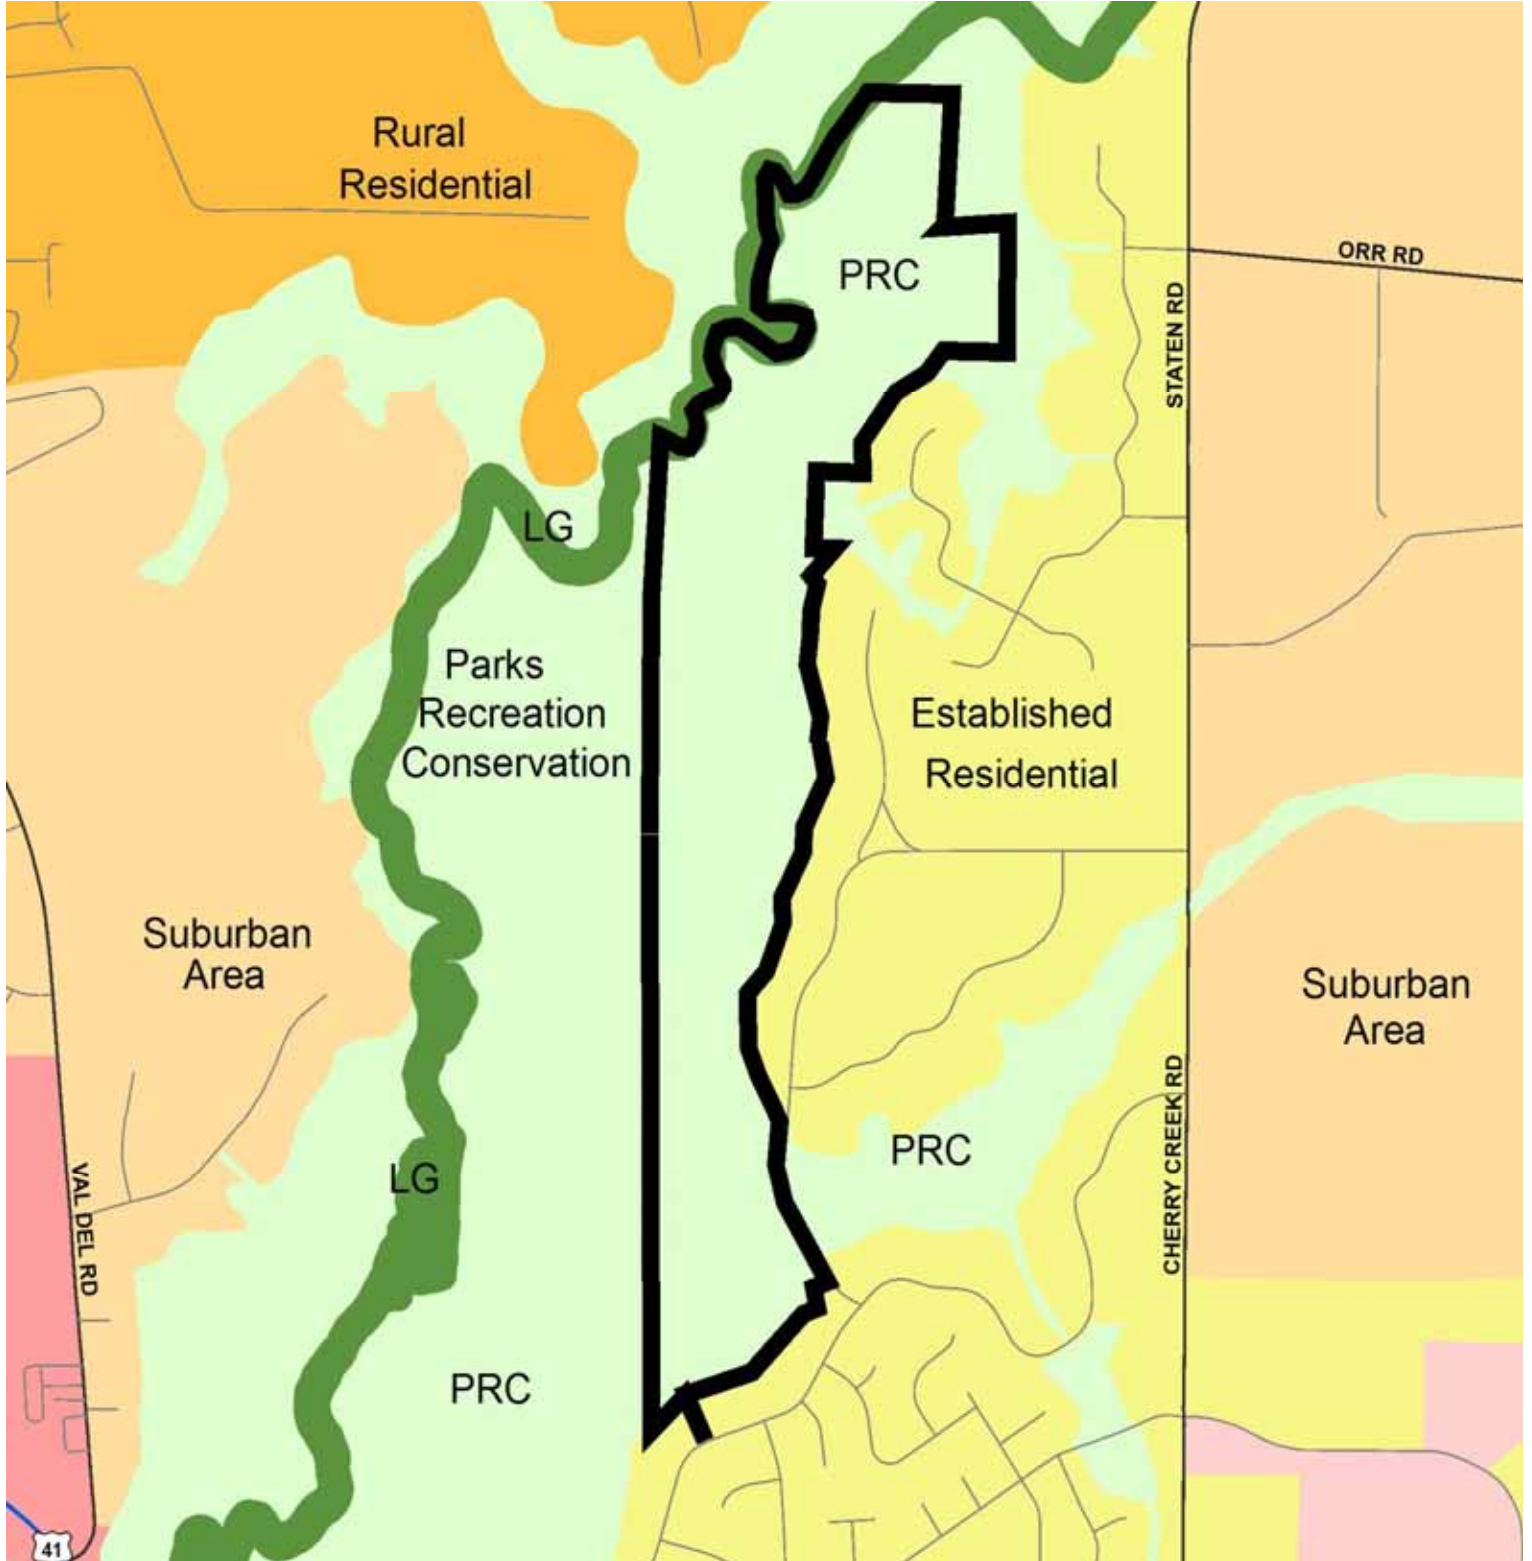 Rural
Residential
PRC
ORR RD
STATEN RD
LG
Parks
Recreation
Conservation
Established
Residential
Suburban
Area
Suburban
Area
CHERRY CREEK RD
PRC
LG
VAL DEL RD
PRC
41